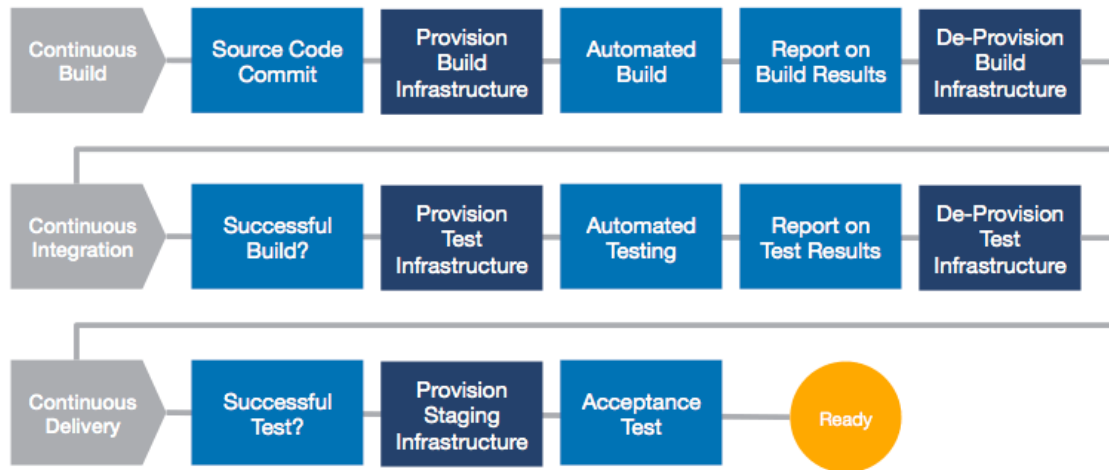 Continuous
Build
Source Code
Commit
Provision
Build
Infrastructure
Automated
Build
Report on
Build Results
De-Provision
Build
Infrastructure
Continuous
Integration
Successful
Build?
Provision
Test
Infrastructure
Automated
Testing
Report on
Test Results
De-Provision
Test
Infrastructure
Continuous
Delivery
Successful
Test?
Provision
Staging
Infrastructure
Acceptance
Test
Ready